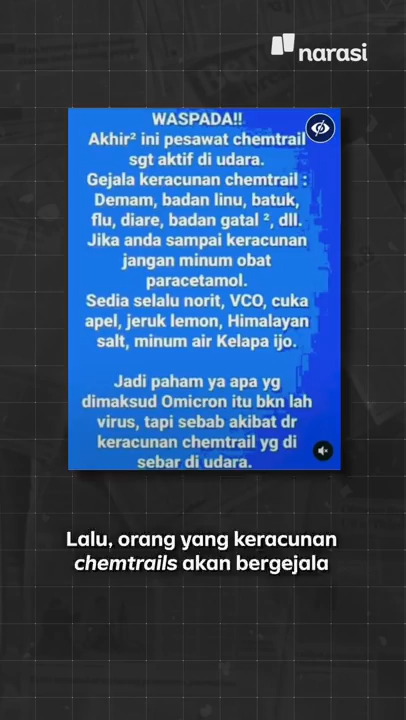 narasi
WASPADA!!
Akhir² ini pesawat chemtrail
sgt aktif di udara.
Gejala keracunan chemtrail :
Demam, badan linu, batuk,
flu, diare, badan gatal ², dll.
Jika anda sampai keracunan
jangan minum obat
paracetamol.
Sedia selalu norit, VCO, cuka
apel, jeruk lemon, Himalayan
salt, minum air Kelapa ijo.
Jadi paham ya apa yg
dimaksud Omicron itu bkn lah
virus, tapi sebab akibat dr
keracunan chemtrail yg di
sebar di udara.
Lalu, orang yang keracunan
chemtrails akan bergejala